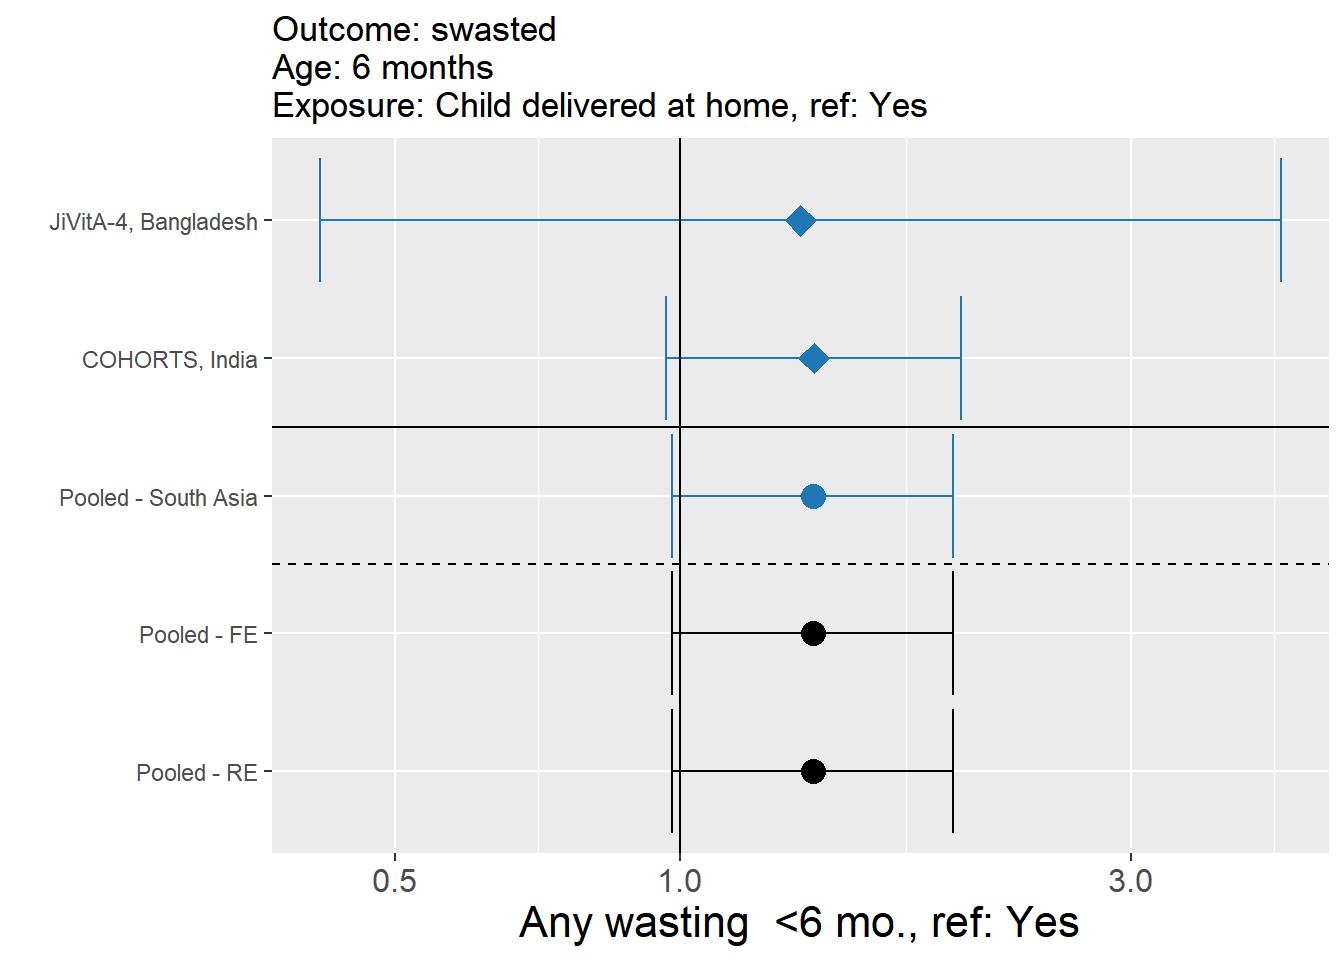 Outcome: swasted
Age: 6 months
Exposure: Child delivered at home, ref: Yes
JiVitA-4, Bangladesh
COHORTS, India
Pooled - South Asia
Pooled - FE
Pooled - RE
0.5 1.0 3.0
Any wasting  <6 mo., ref: Yes